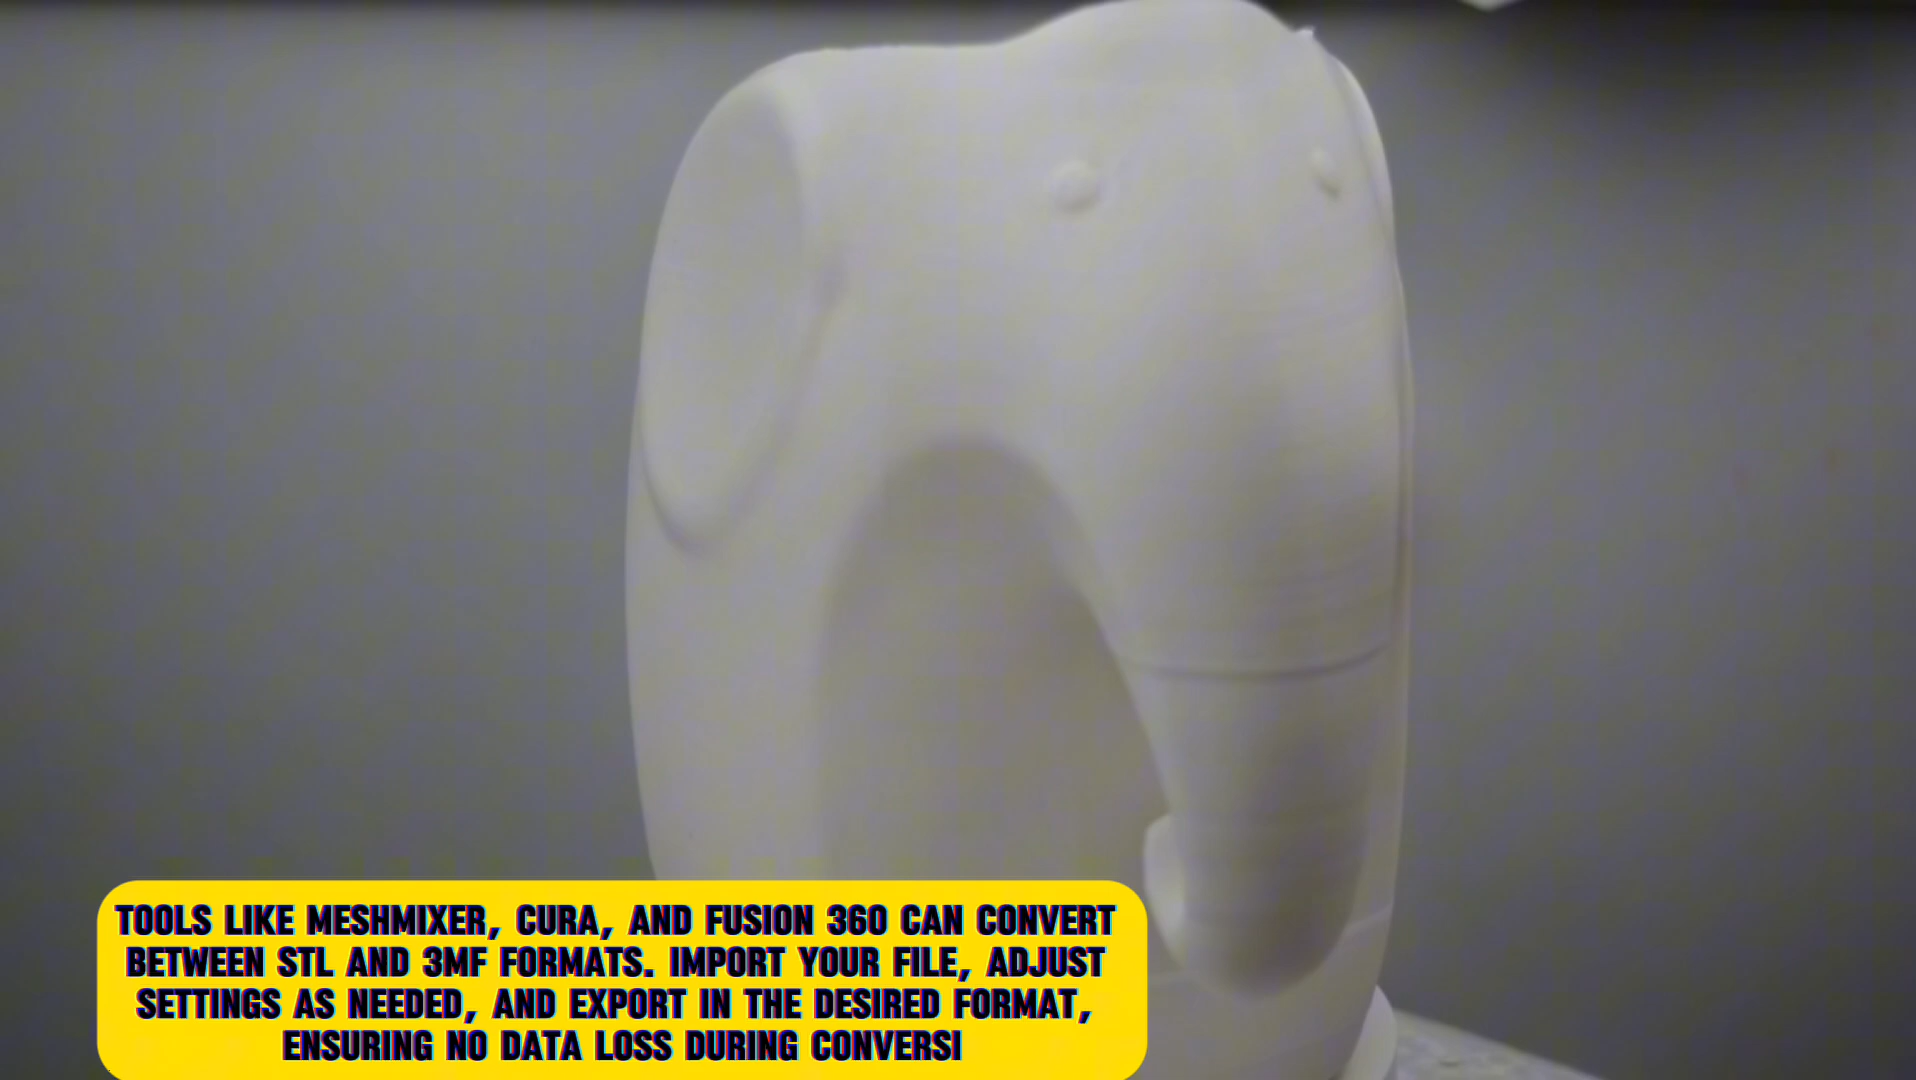 TOOLS LIKE MESHMIXER, CURA, AND FUSION 360 CAN CONVERT
BETWEEN STL AND 3MF FORMATS. IMPORT YOUR FILE, ADJUST
SETTINGS AS NEEDED, AND EXPORT IN THE DESIRED FORMAT,
ENSURING NO DATA LOSS DURING CONVERSI